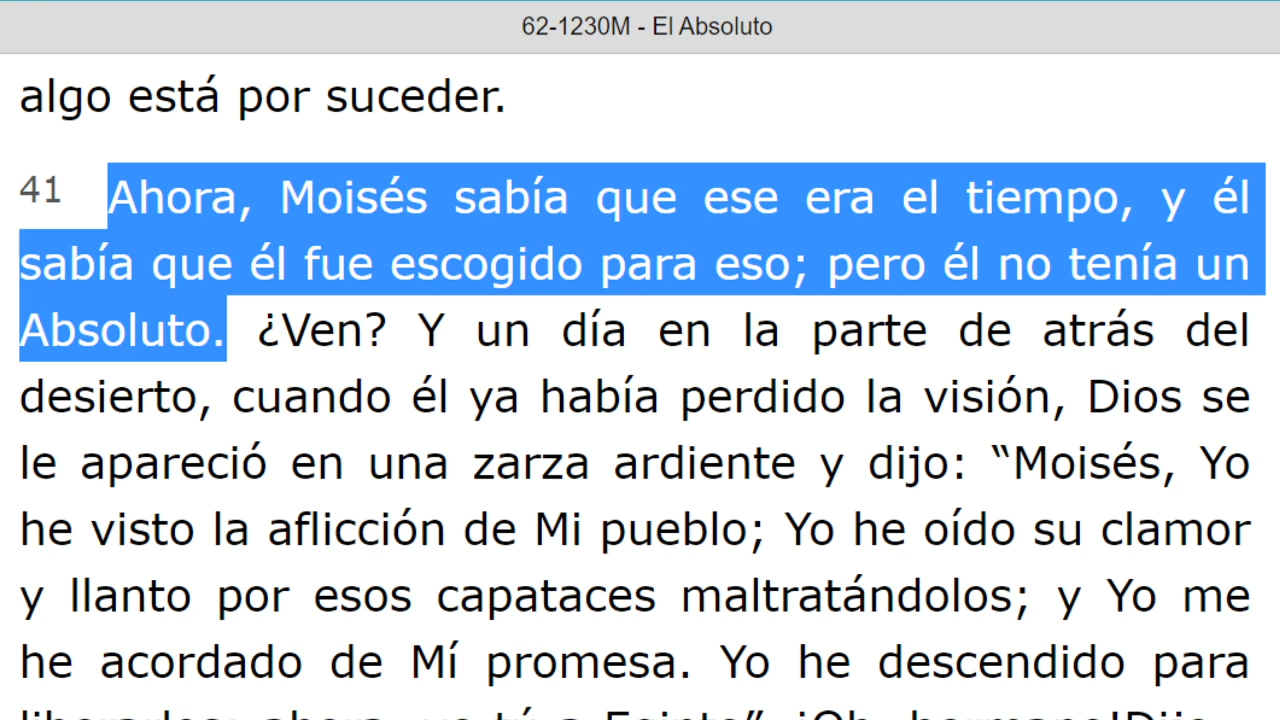 62-1230M - El Absoluto
algo está por suceder.
41 Ahora, Moisés sabía que ese era el tiempo, y él
sabía que él fue escogido para eso; pero él no tenía un
Absoluto. ¿Ven? Y un día en la parte de atrás del
desierto, cuando él ya había perdido la visión, Dios se
le apareció en una zarza ardiente y dijo: “Moisés, Yo
he visto la aflicción de Mi pueblo; Yo he oído su clamor
y llanto por esos capataces maltratándolos; y Yo me
he acordado de Mí promesa. Yo he descendido para